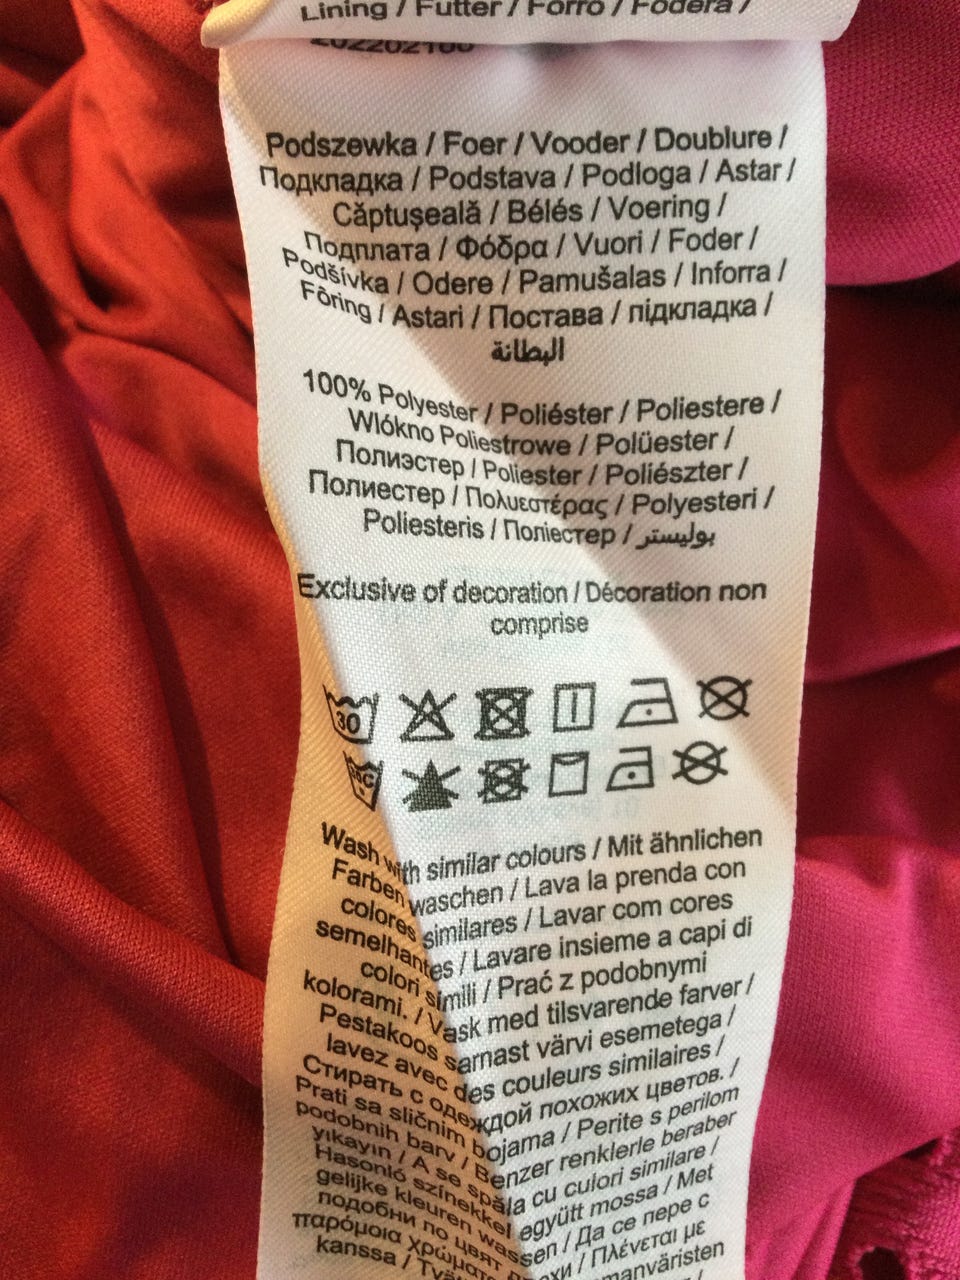 Lining / Futter / Forro / Fodera /
202202100
Podszewka / Foer / Vooder / Doublure /
Подкладка / Podstava / Podloga / Astar /
Căptușeală / Bélés / Voering /
Подплата / Φόδρα / Vuori / Foder /
Podšívka / Odere / Pamušalas / Inforra /
Fôring / Astari / Постава / підкладка /
البطانة
100% Polyester / Poliéster / Poliestere /
Wlókno Poliestrowe / Polüester /
Полиэстер / Poliester / Poliészter /
Полиестер / Πολυεστέρας / Polyesteri /
Poliesteris / Поліестер / بوليستر
Exclusive of decoration / Décoration non
comprise
30
Wash with similar colours / Mit ähnlichen
Farben waschen / Lava la prenda con
colores similares / Lavar com cores
semelhantes / Lavare insieme a capi di
colori simili / Prać z podobnymi
kolorami. / Vask med tilsvarende farver /
Pestakoos sarnast värvi esemetega /
lavez avec des couleurs similaires /
Стирать с одеждой похожих цветов. /
Prati sa sličnim bojama / Perite s perilom
podobnih barv / Benzer renklerle beraber
yıkayın / A se spăla cu culori similare /
Hasonló színekkel együtt mossa / Met
gelijke kleuren wassen / Да се пере с
подобни по цвят дрехи / Πλένεται με
παρόμοια χρώματα
kanssa /